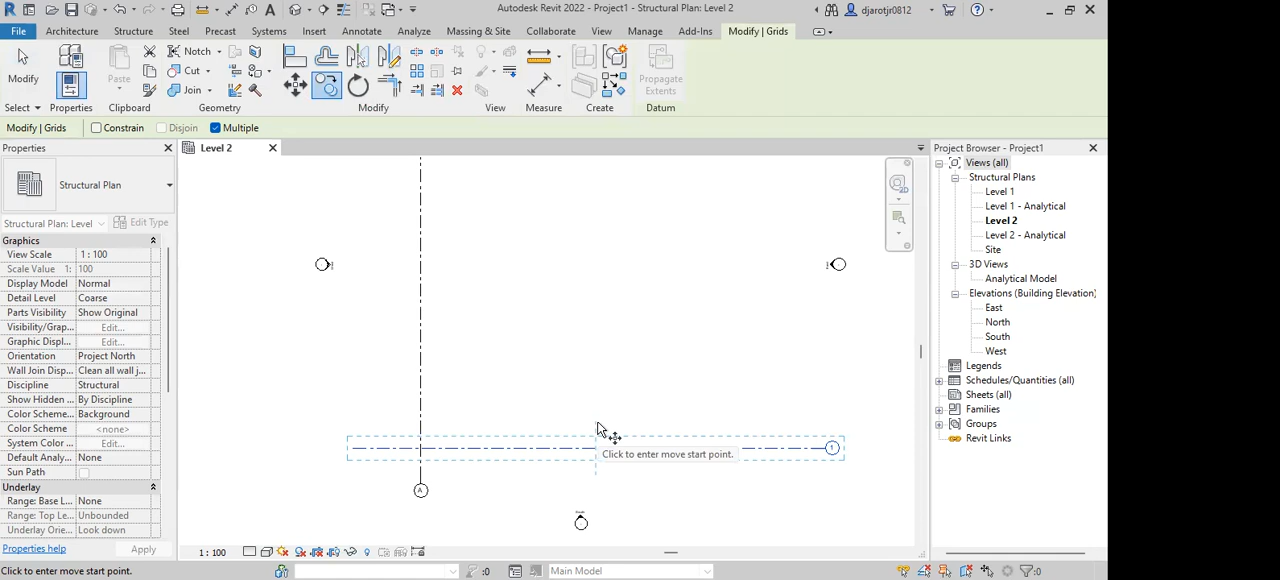 Autodesk Revit 2022 - Project1 - Structural Plan: Level 2
djarotjr0812
File
Architecture
Structure
Steel
Precast
Systems
Insert
Annotate
Analyze
Massing & Site
Collaborate
View
Manage
Add-Ins
Modify | Grids
Modify
Paste
Notch
Cut
Join
Propagate
Extents
Select
Properties
Clipboard
Geometry
Modify
View
Measure
Create
Datum
Modify | Grids
Constrain
Disjoin
Multiple
Properties
Level 2
Project Browser - Project1
Structural Plan
Structural Plan: Level
Edit Type
Graphics
View Scale 1 : 100
Scale Value 1: 100
Display Model Normal
Detail Level Coarse
Parts Visibility Show Original
Visibility/Grap... Edit...
Graphic Displ... Edit...
Orientation Project North
Wall Join Disp... Clean all wall j...
Discipline Structural
Show Hidden ... By Discipline
Color Scheme... Background
Color Scheme <none>
System Color ... Edit...
Default Analy... None
Sun Path
Underlay
Range: Base L... None
Range: Top Le... Unbounded
Underlay Orie... Look down
Properties help
Apply
1
A
Click to enter move start point.
Views (all)
Structural Plans
Level 1
Level 1 - Analytical
Level 2
Level 2 - Analytical
Site
3D Views
Analytical Model
Elevations (Building Elevation)
East
North
South
West
Legends
Schedules/Quantities (all)
Sheets (all)
Families
Groups
Revit Links
1 : 100
Click to enter move start point.
:0
Main Model
:0